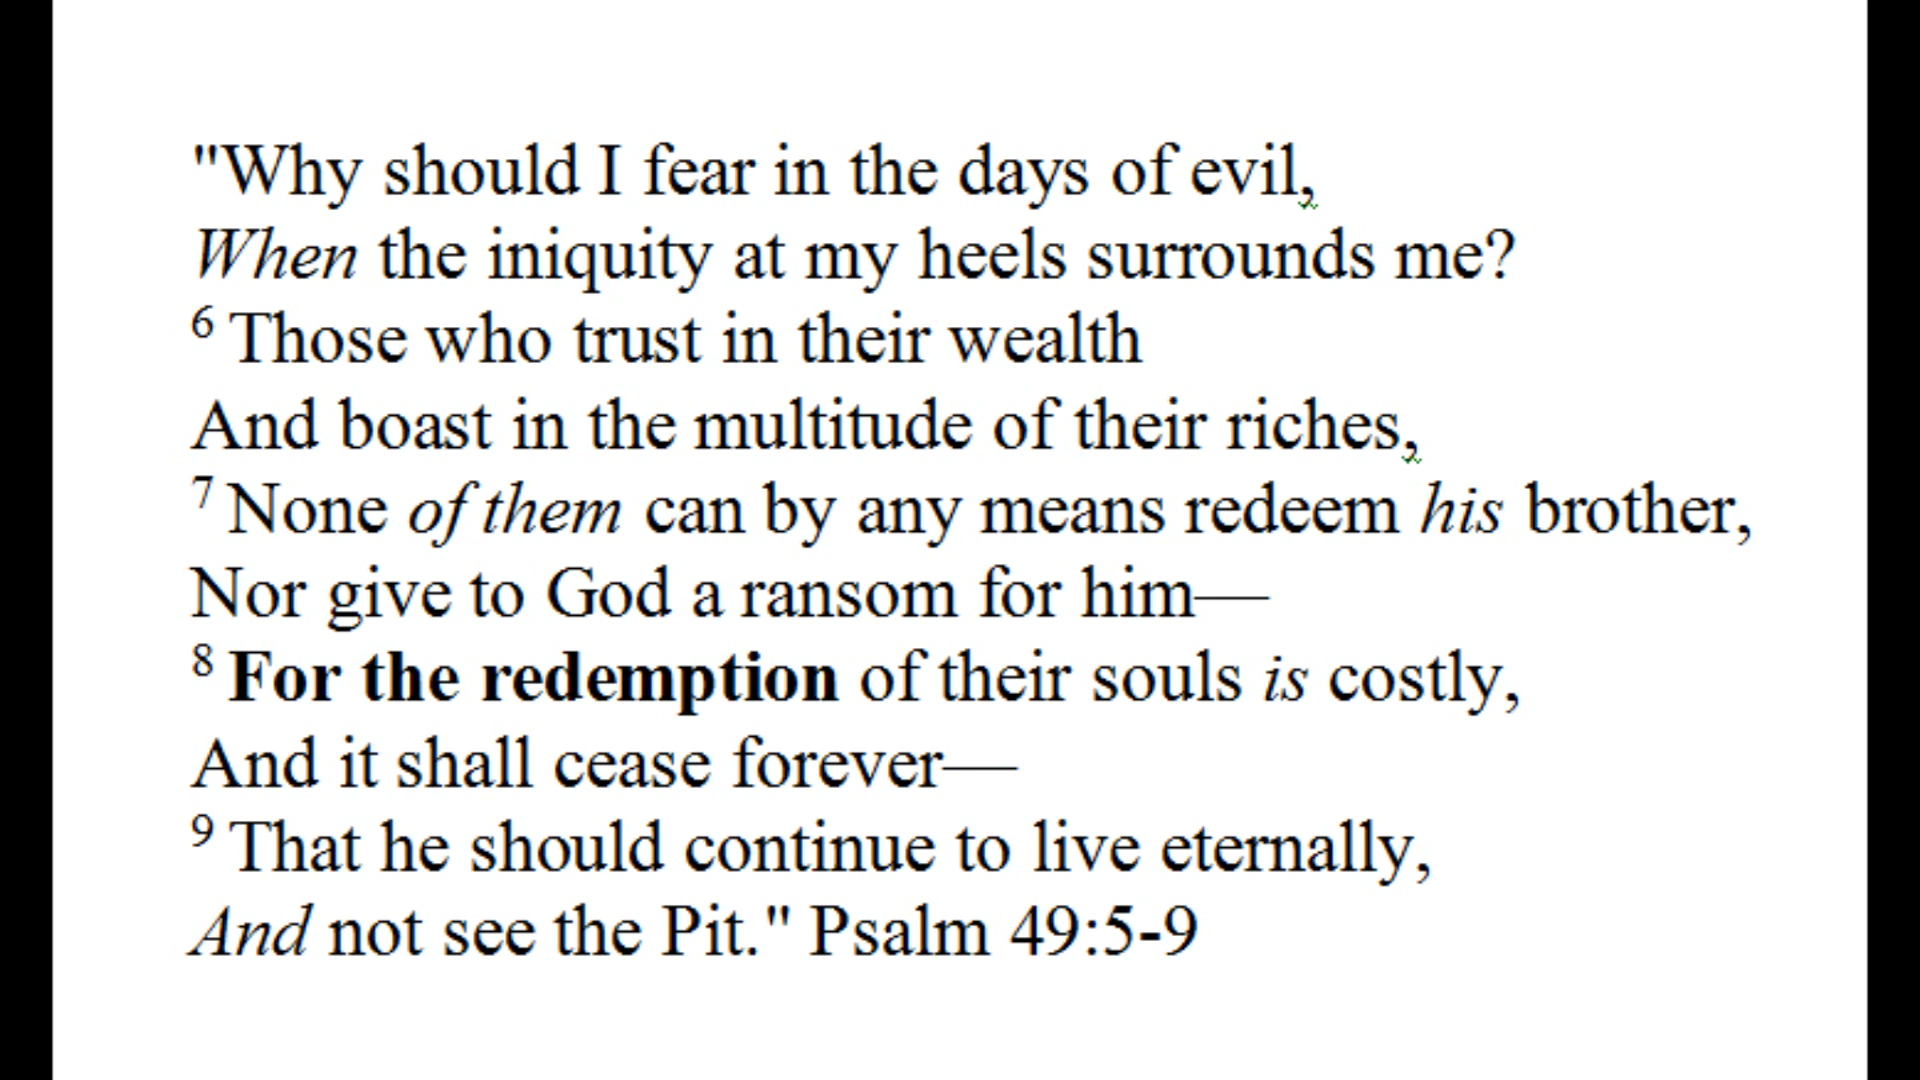 "Why should I fear in the days of evil,
When the iniquity at my heels surrounds me?
6 Those who trust in their wealth
And boast in the multitude of their riches,
7 None of them can by any means redeem his brother,
Nor give to God a ransom for him—
8 For the redemption of their souls is costly,
And it shall cease forever—
9 That he should continue to live eternally,
And not see the Pit." Psalm 49:5-9